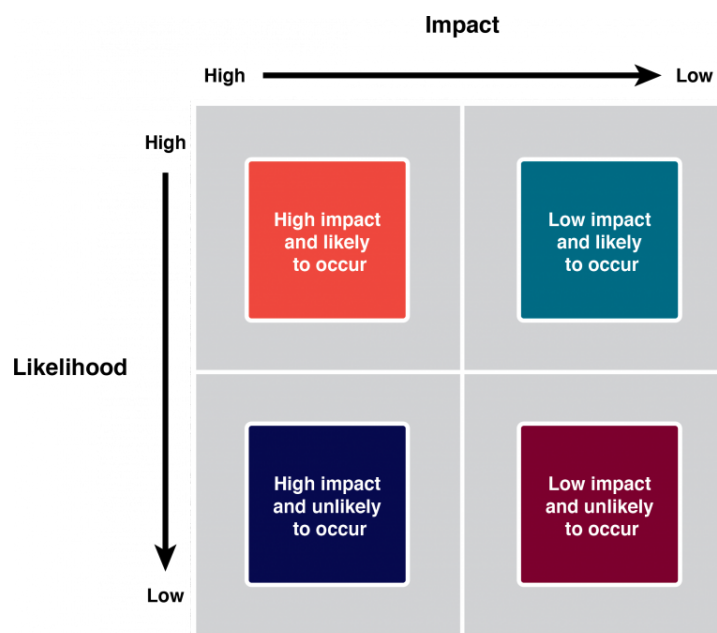 Impact
High
Low
High
High impact
and likely
to occur
Low impact
and likely
to occur
Likelihood
High impact
and unlikely
to occur
Low impact
and unlikely
to occur
Low